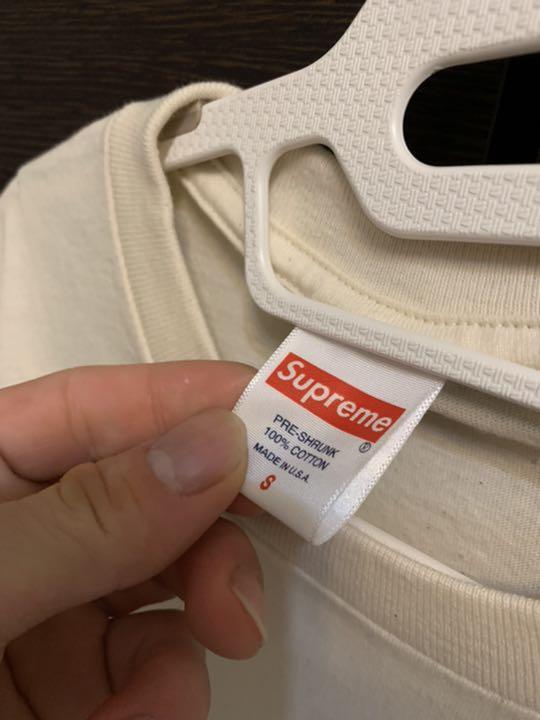 Supreme
®
PRE-SHRUNK
100% COTTON
MADE IN U.S.A.
S